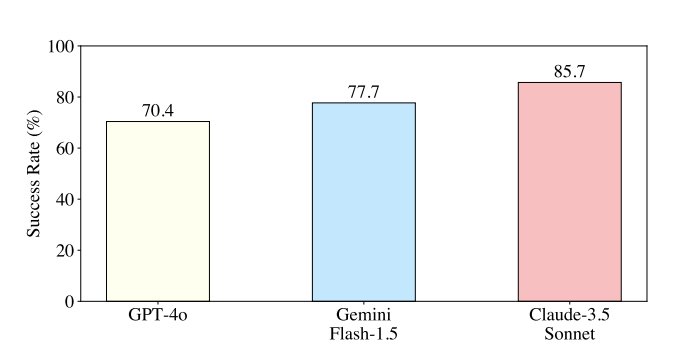 100
80
60
40
20
0
Success Rate (%)
70.4
77.7
85.7
GPT-4o
Gemini
Flash-1.5
Claude-3.5
Sonnet